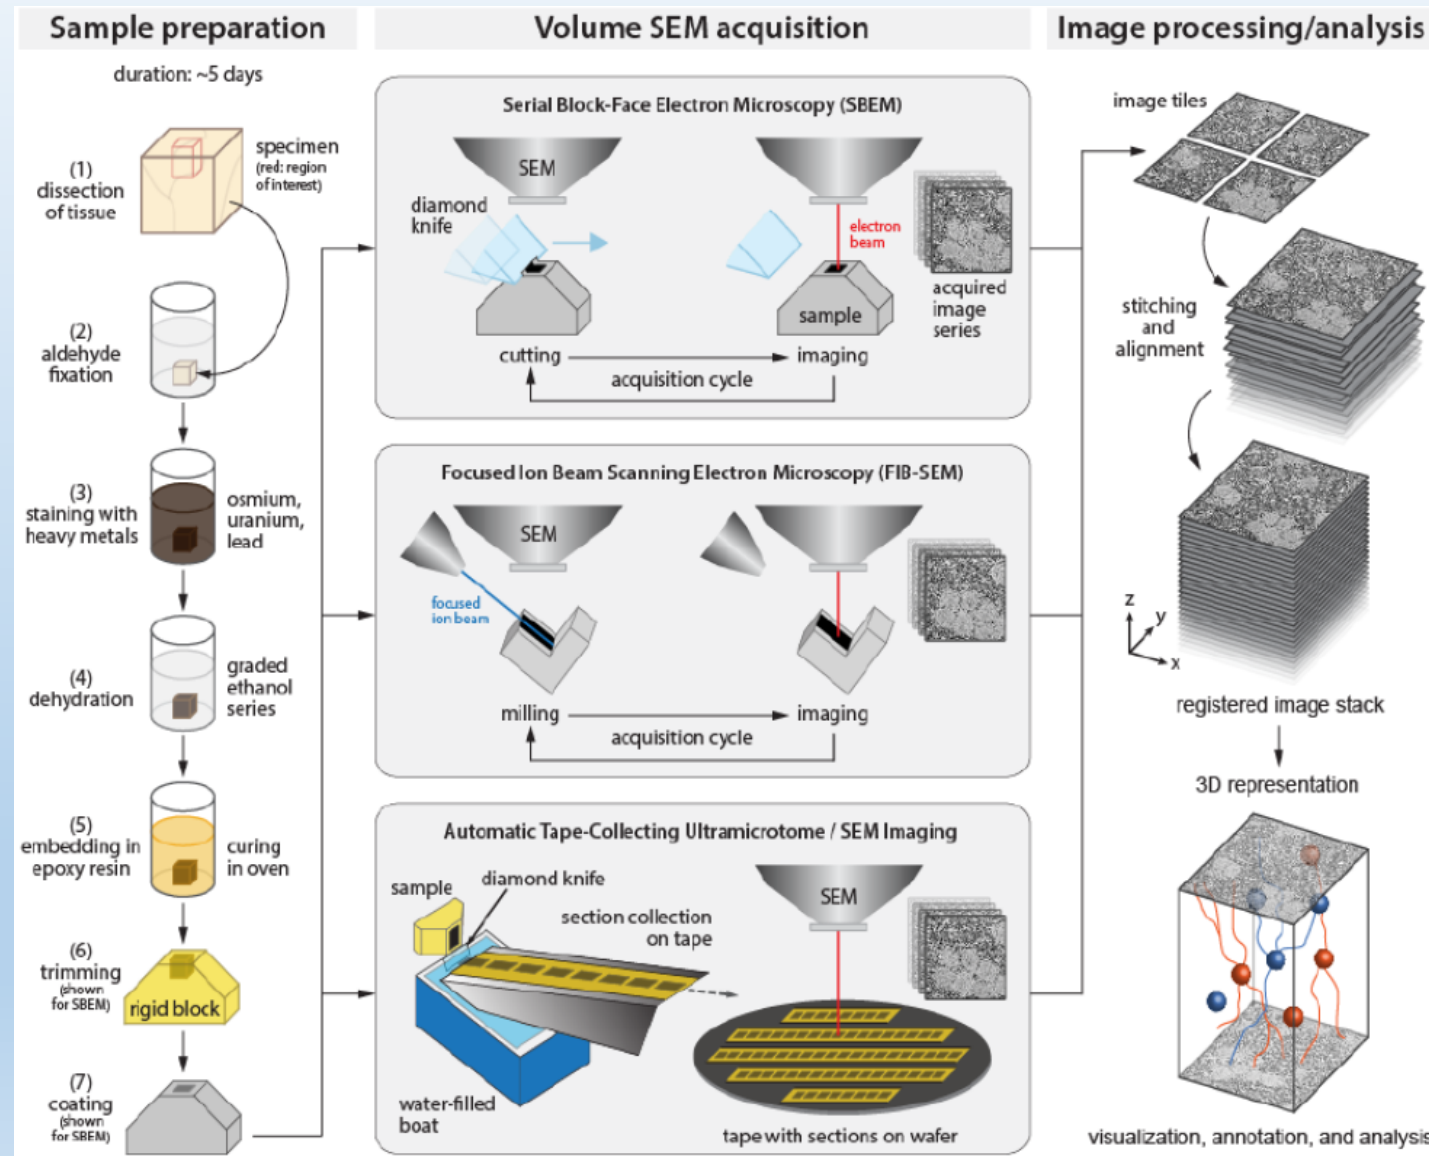 Sample preparation
duration: ~5 days
(1)
dissection
of tissue
specimen
(red: region
of interest)
(2)
aldehyde
fixation
(3)
staining with
heavy metals
osmium,
uranium,
lead
(4)
dehydration
graded
ethanol
series
(5)
embedding in
epoxy resin
curing
in oven
(6)
trimming
(shown
for SBEM)
rigid block
(7)
coating
(shown
for SBEM)
Volume SEM acquisition
Serial Block-Face Electron Microscopy (SBEM)
SEM
diamond
knife
electron
beam
sample
acquired
image
series
cutting
imaging
acquisition cycle
Focused Ion Beam Scanning Electron Microscopy (FIB-SEM)
SEM
focused
ion beam
milling
imaging
acquisition cycle
Automatic Tape-Collecting Ultramicrotome / SEM Imaging
sample
diamond knife
section collection
on tape
SEM
water-filled
boat
tape with sections on wafer
Image processing/analysis
image tiles
stitching
and
alignment
z
y
x
registered image stack
3D representation
visualization, annotation, and analysis